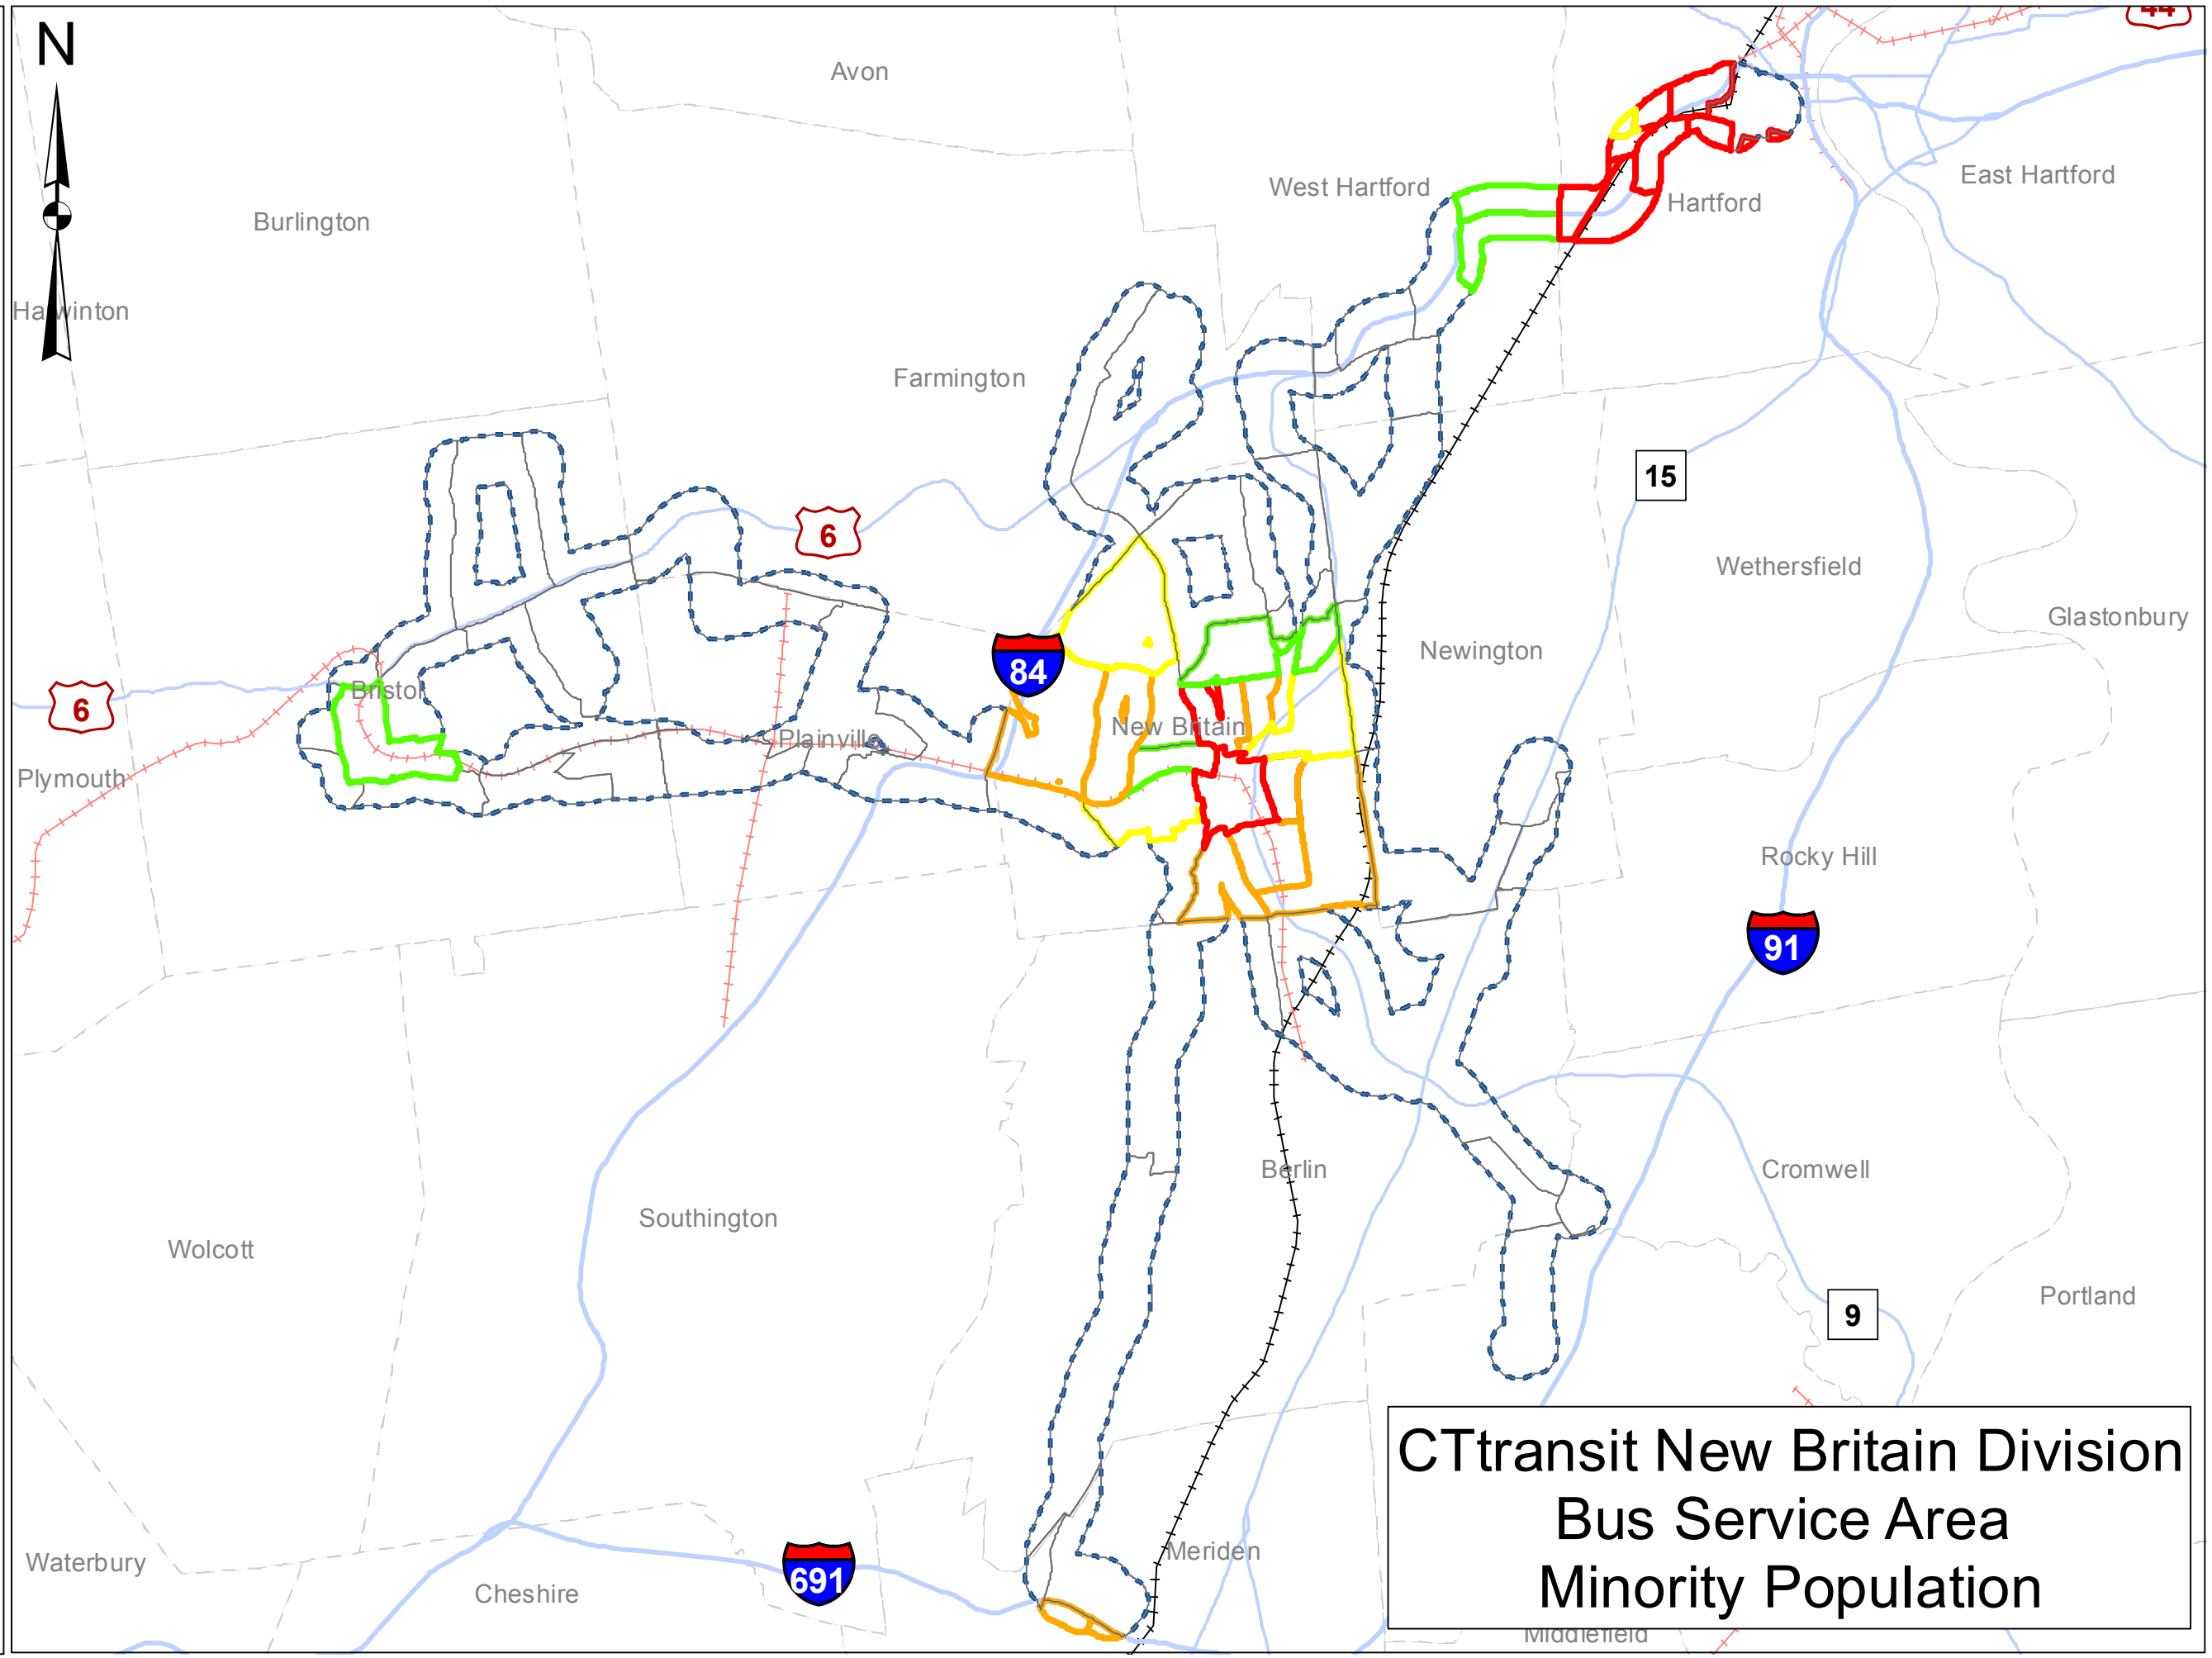 N
44
Avon
West Hartford
East Hartford
Hartford
Burlington
Harwinton
Farmington
15
6
Wethersfield
Glastonbury
84
Newington
6
Bristol
New Britain
Plainville
Plymouth
Rocky Hill
91
Berlin
Cromwell
Southington
Wolcott
9
Portland
Meriden
Waterbury
691
Cheshire
CTtransit New Britain Division
Bus Service Area
Minority Population
Middlefield